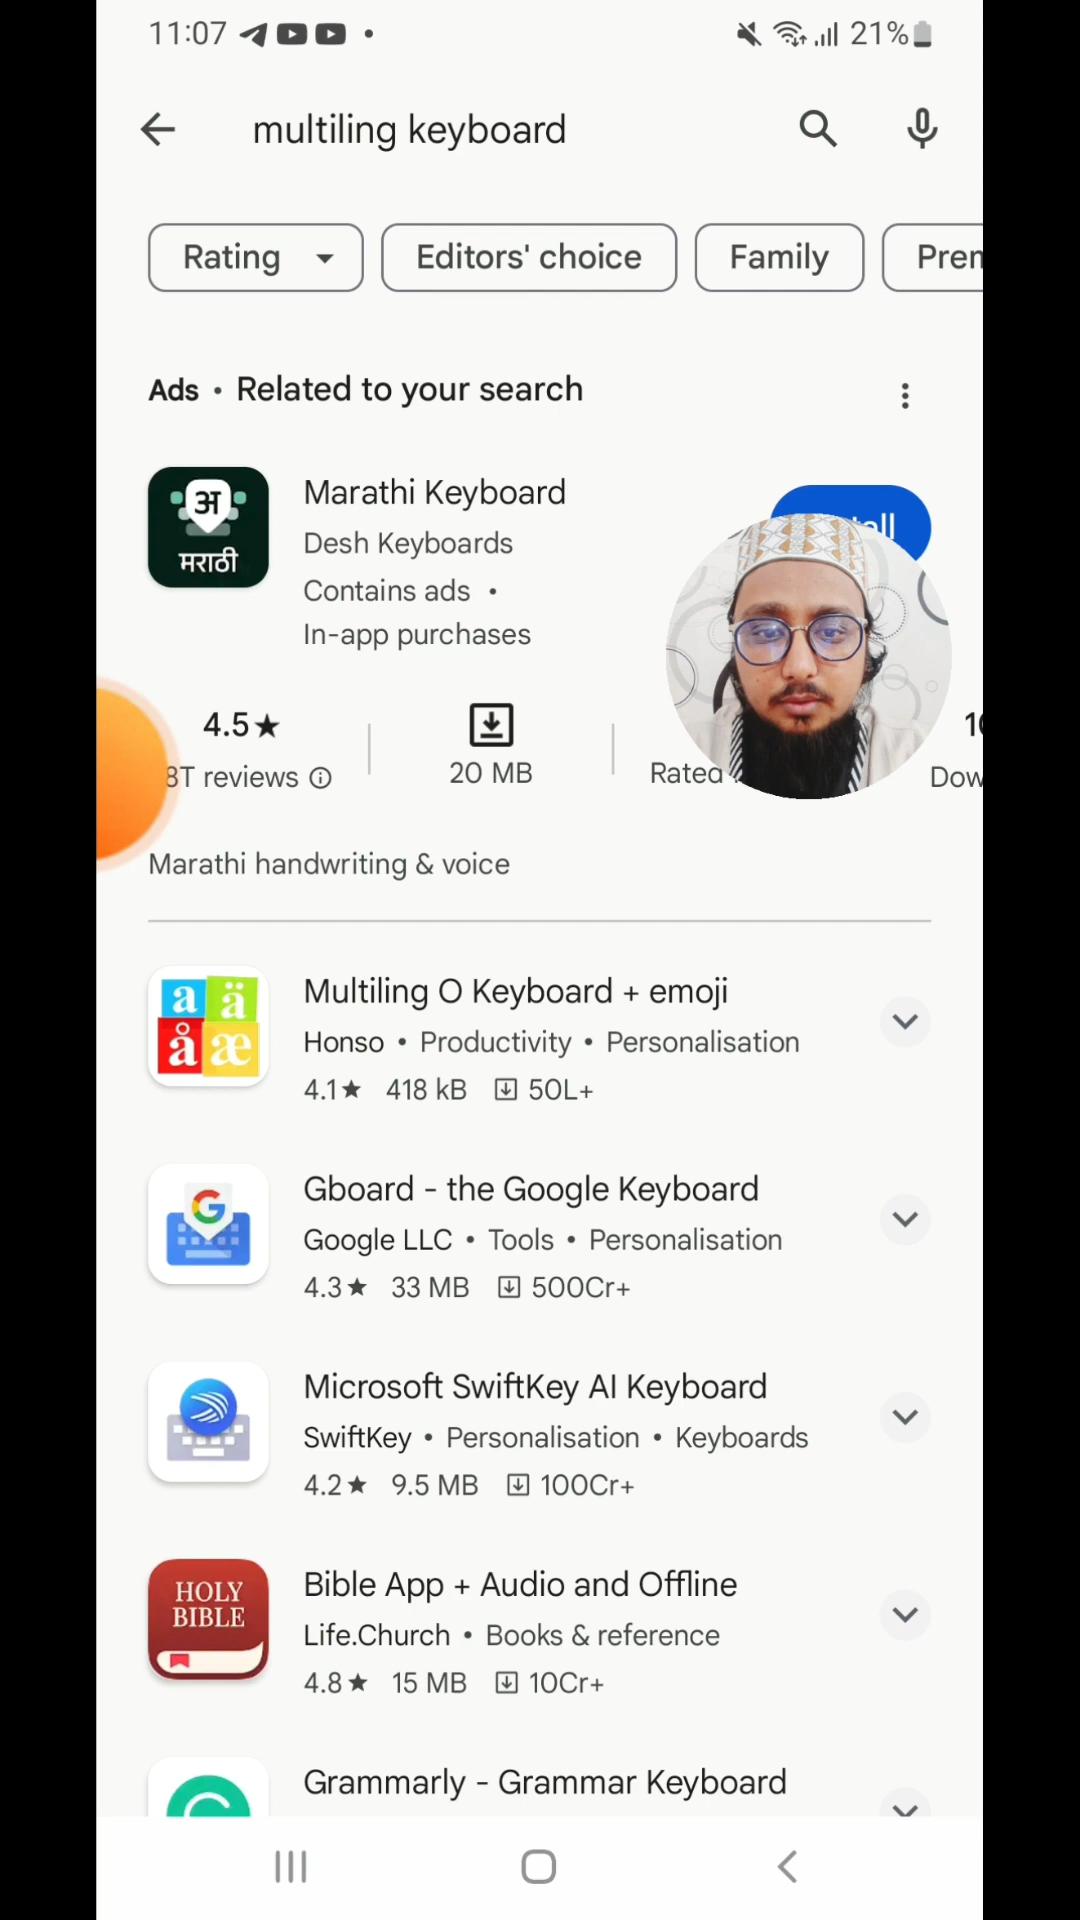 11:07
21%
multiling keyboard
Rating
Editors' choice
Family
Ads • Related to your search
अ
मराठी
Marathi Keyboard
Desh Keyboards
Contains ads •
In-app purchases
4.5★
20 MB
reviews
Rated
Marathi handwriting & voice
a ä
å æ
Multiling O Keyboard + emoji
Honso • Productivity • Personalisation
4.1★ 418 kB 50L+
G
Gboard - the Google Keyboard
Google LLC • Tools • Personalisation
4.3★ 33 MB 500Cr+
Microsoft SwiftKey AI Keyboard
SwiftKey • Personalisation • Keyboards
4.2★ 9.5 MB 100Cr+
HOLY
BIBLE
Bible App + Audio and Offline
Life.Church • Books & reference
4.8★ 15 MB 10Cr+
Grammarly - Grammar Keyboard